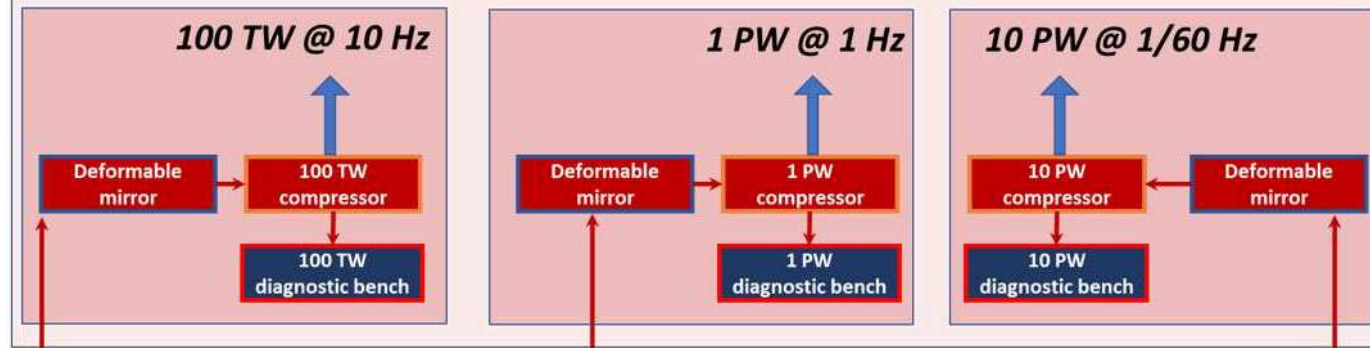 100 TW @ 10 Hz
Deformable
mirror
100 TW
compressor
100 TW
diagnostic bench
1 PW @ 1 Hz
Deformable
mirror
1 PW
compressor
1 PW
diagnostic bench
10 PW @ 1/60 Hz
10 PW
compressor
Deformable
mirror
10 PW
diagnostic bench